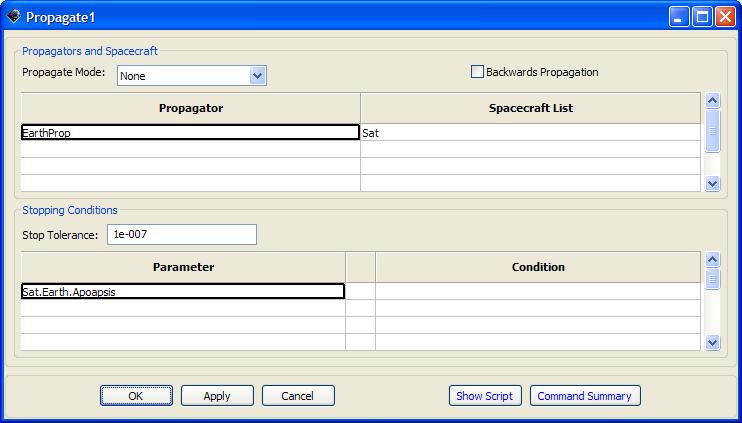 Propagate1
Propagators and Spacecraft
Propagate Mode: None Backwards Propagation
Propagator Spacecraft List
EarthProp Sat
Stopping Conditions
Stop Tolerance: 1e-007
Parameter Condition
Sat.Earth.Apoapsis
OK Apply Cancel Show Script Command Summary